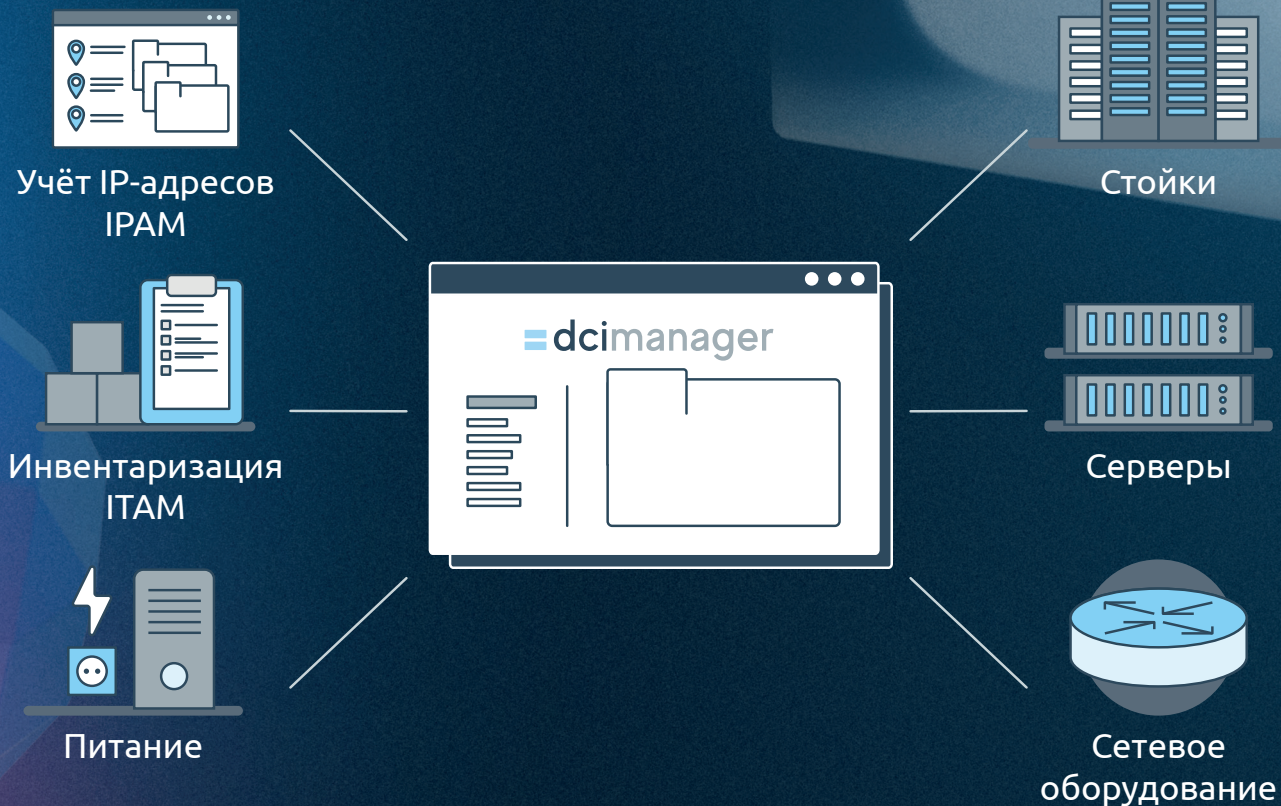 Учёт IP-адресов
IPAM
Стойки
dcimanager
Инвентаризация
ITAM
Серверы
Питание
Сетевое
оборудование